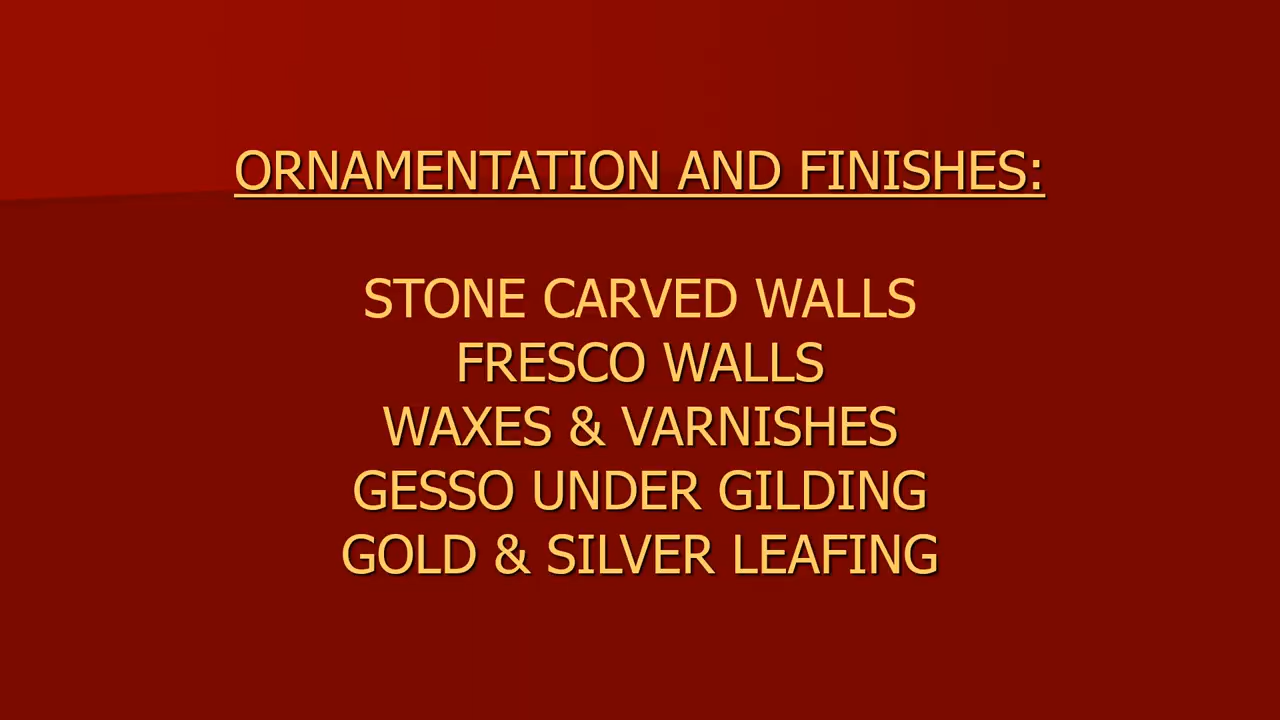 ORNAMENTATION AND FINISHES:
STONE CARVED WALLS
FRESCO WALLS
WAXES & VARNISHES
GESSO UNDER GILDING
GOLD & SILVER LEAFING